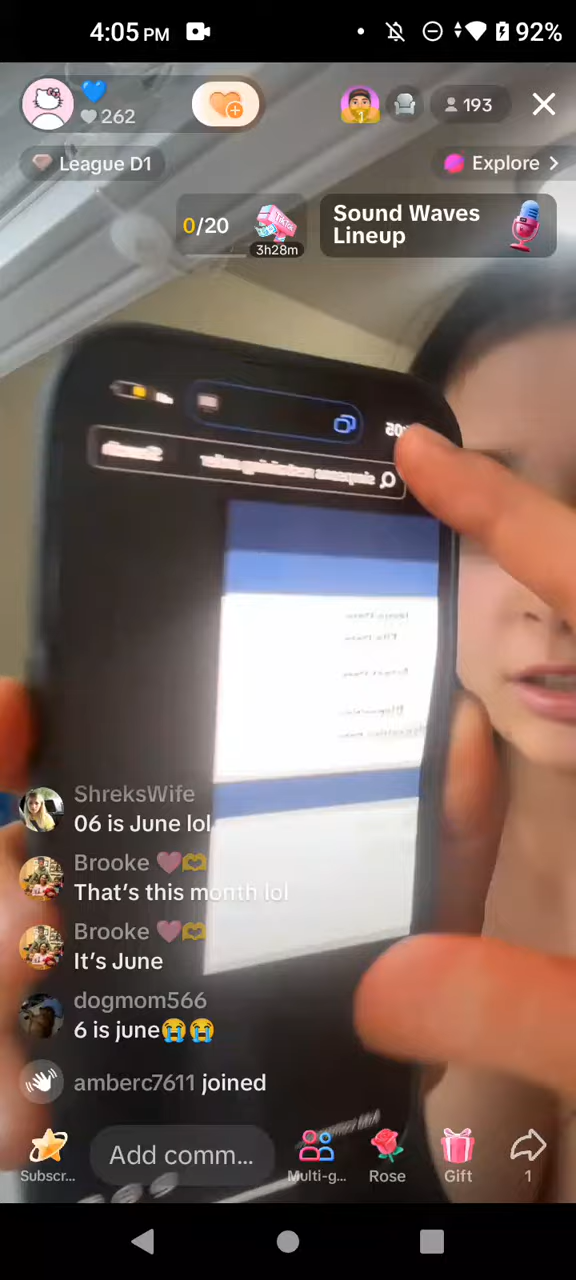 4:05 PM
92%
262
1
193
League D1
Explore >
0/20
3h28m
Sound Waves
Lineup
Search
ShreksWife
06 is June lol
Brooke 🩷🫶
That's this month lol
Brooke 🩷🫶
It's June
dogmom566
6 is june😭😭
amberc7611 joined
Add comm...
Subscr...
Multi-g...
Rose
Gift
1